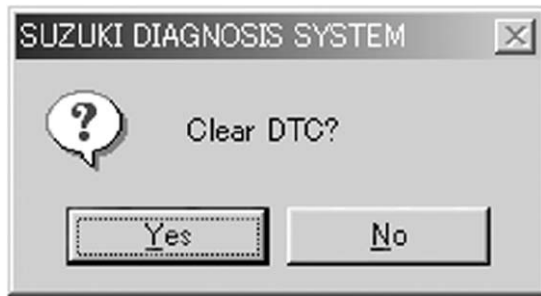 SUZUKI DIAGNOSIS SYSTEM
?
Clear DTC?
Yes No